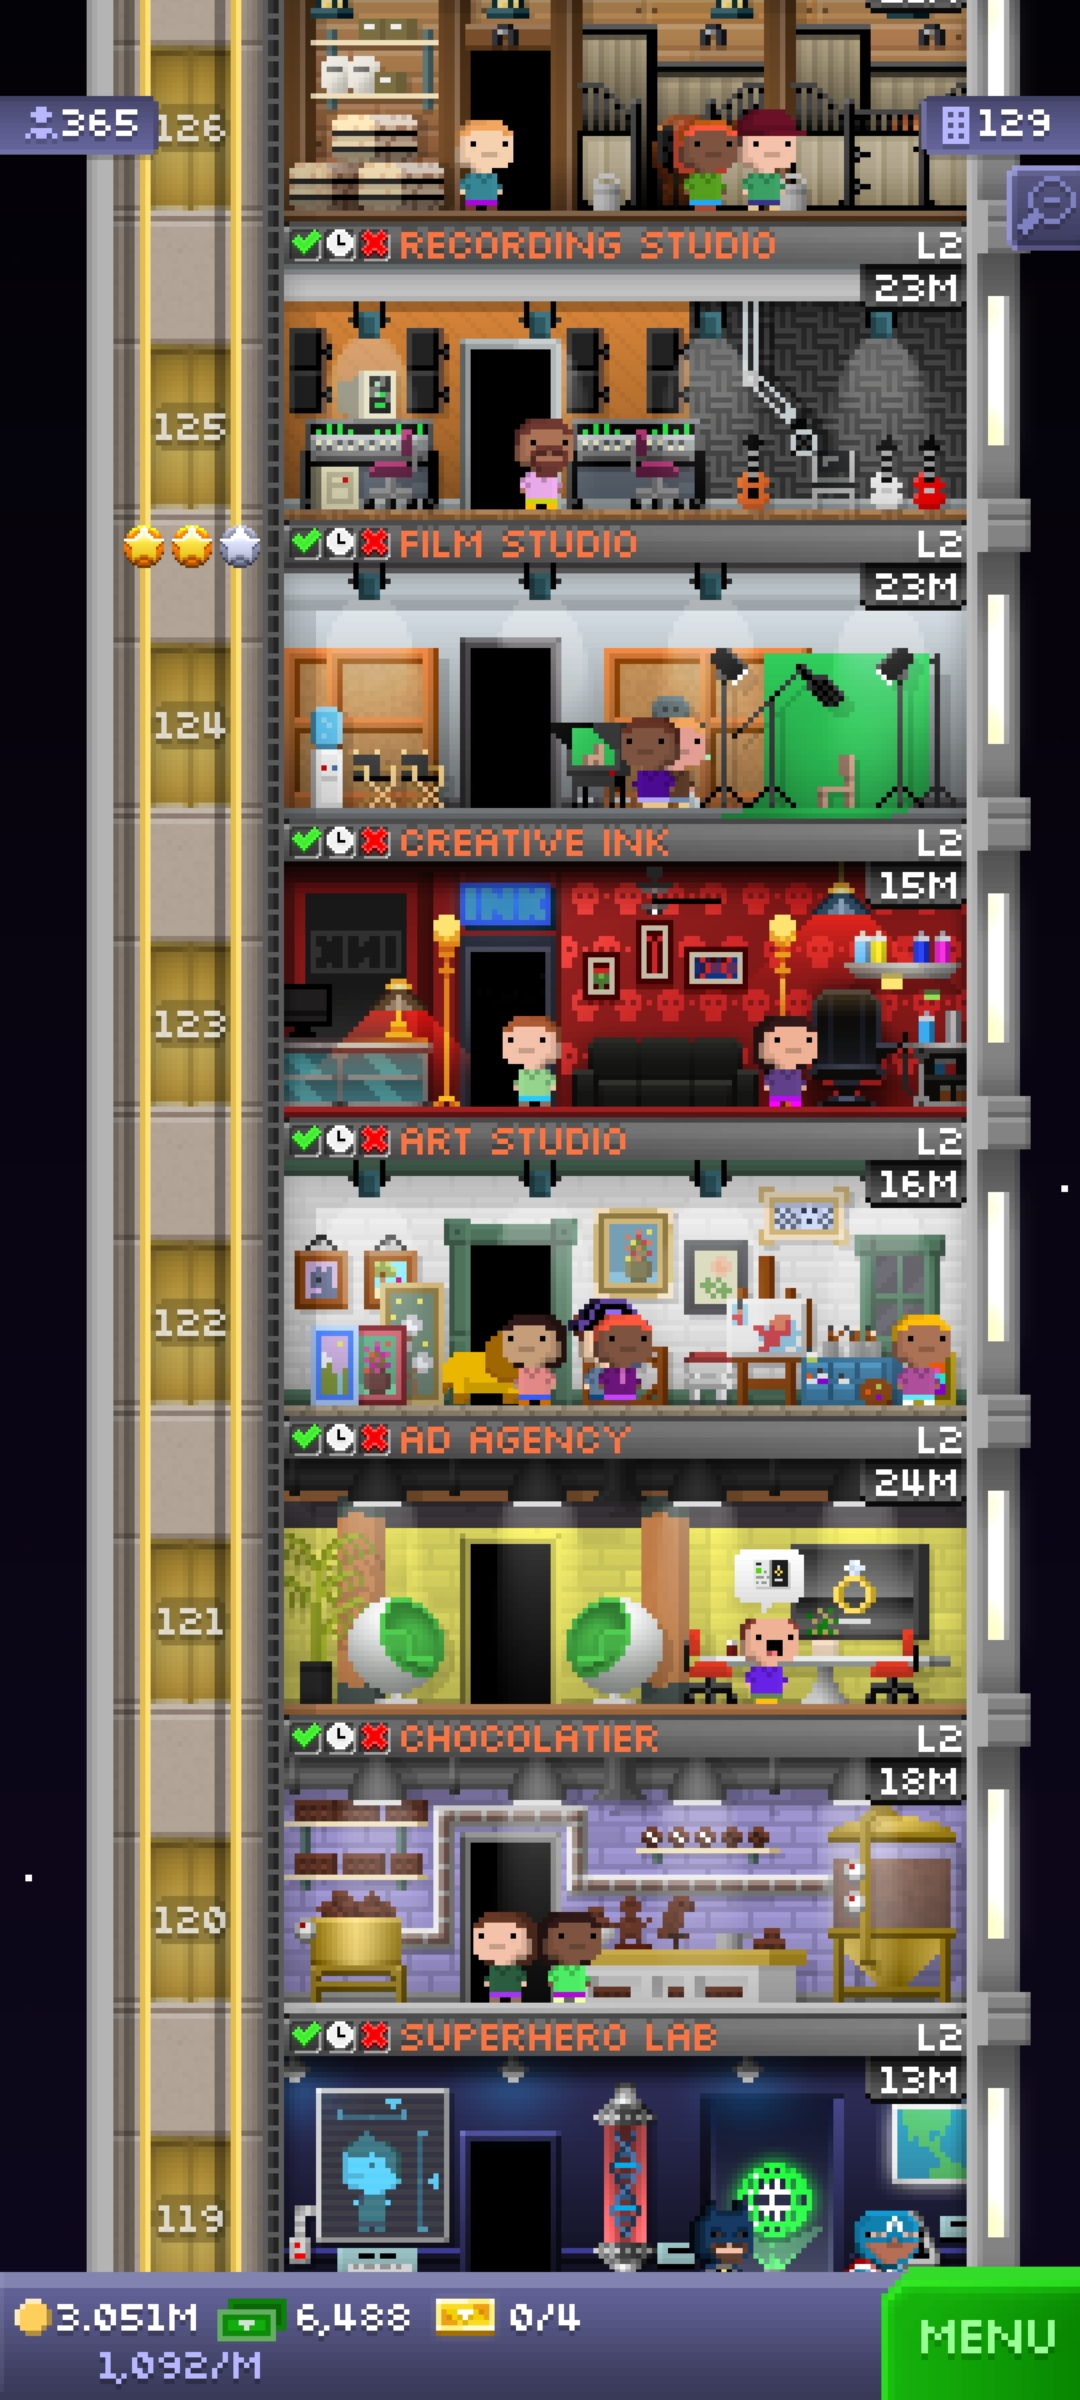 365
126
129
RECORDING STUDIO L2
23M
125
FILM STUDIO L2
23M
124
CREATIVE INK L2
15M
INK
123
ART STUDIO L2
16M
122
AD AGENCY L2
24M
121
CHOCOLATIER L2
18M
120
SUPERHERO LAB L2
13M
119
3.051M 6,488 0/4
1,092/M
MENU